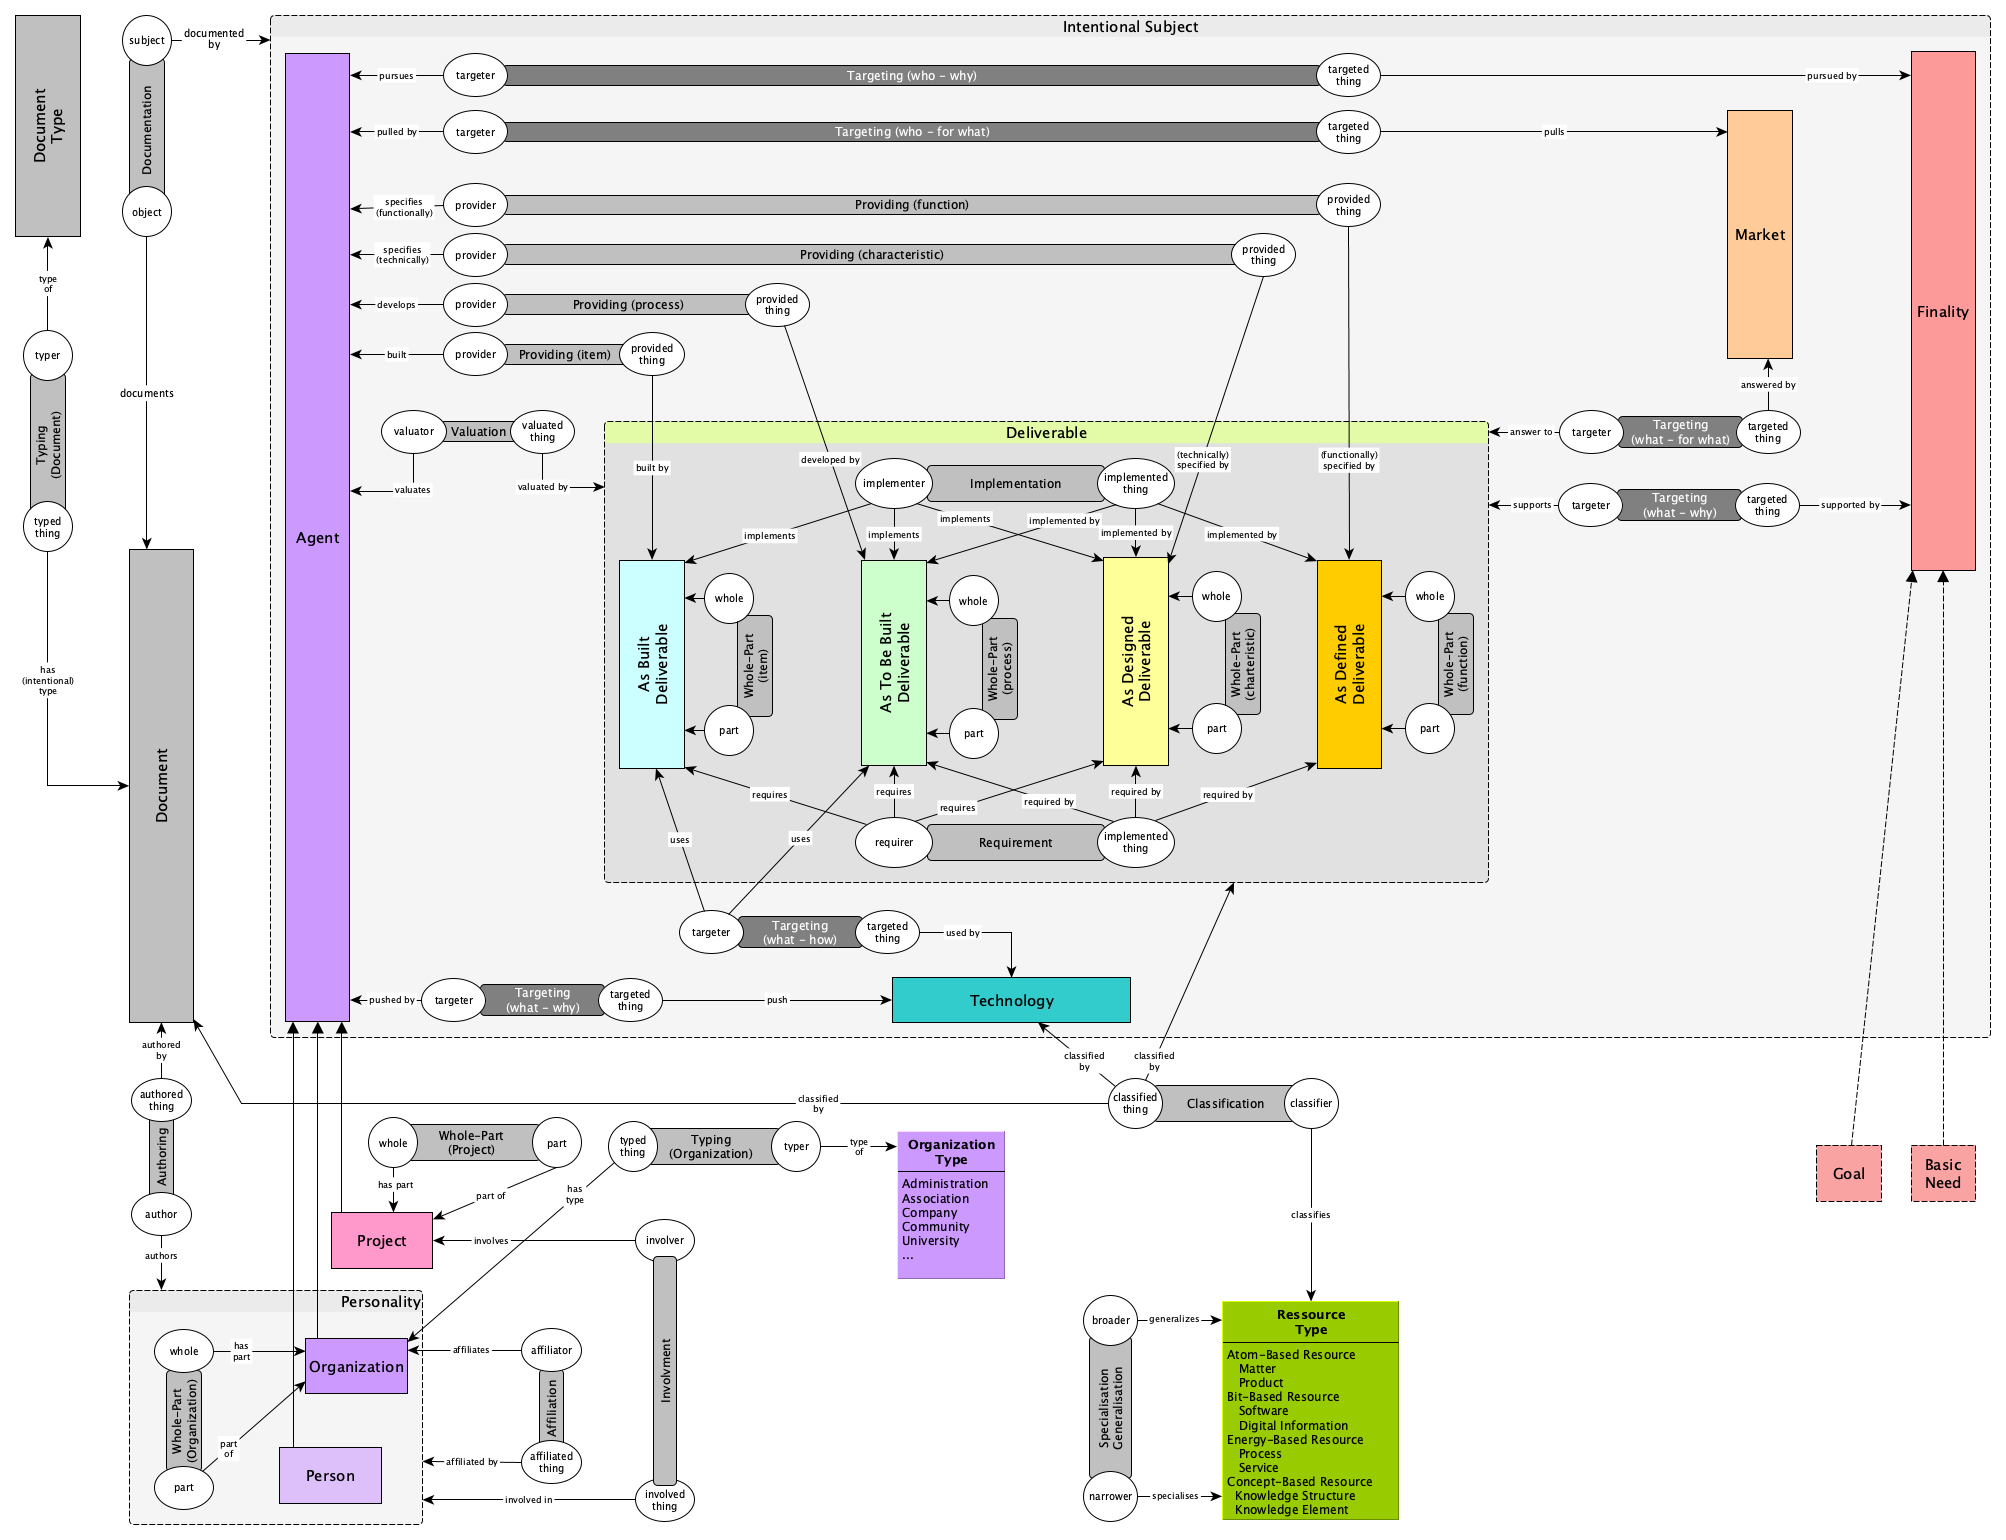 Document
Type
subject
documented
by
Documentation
object
type
of
typer
Typing
(Document)
typed
thing
has
(intentional)
type
documents
Document
Intentional Subject
Agent
pursues
targeter
Targeting (who - why)
targeted
thing
pursued by
pulled by
targeter
Targeting (who - for what)
targeted
thing
pulls
specifies
(functionally)
provider
Providing (function)
provided
thing
specifies
(technically)
provider
Providing (characteristic)
provided
thing
develops
provider
Providing (process)
provided
thing
built
provider
Providing (item)
provided
thing
Market
Finality
answered by
valuator
Valuation
valuated
thing
valuates
valuated by
answer to
targeter
Targeting
(what - for what)
targeted
thing
supports
targeter
Targeting
(what - why)
targeted
thing
supported by
Deliverable
built by
developed by
(technically)
specified by
(functionally)
specified by
implementer
Implementation
implemented
thing
implements
implements
implements
implemented by
implemented by
implemented by
As Built
Deliverable
whole
Whole-Part
(item)
part
As To Be Built
Deliverable
whole
Whole-Part
(process)
part
As Designed
Deliverable
whole
Whole-Part
(charteristic)
part
As Defined
Deliverable
whole
Whole-Part
(function)
part
requires
requires
requires
required by
required by
required by
requirer
Requirement
implemented
thing
uses
uses
targeter
Targeting
(what - how)
targeted
thing
used by
pushed by
targeter
Targeting
(what - why)
targeted
thing
push
Technology
authored
by
authored
thing
Authoring
author
authors
classified
by
classified
by
classified
by
classified
thing
Classification
classifier
classifies
whole
Whole-Part
(Project)
part
has part
part of
Project
typed
thing
Typing
(Organization)
typer
type
of
has
type
Organization
Type
Administration
Association
Company
Community
University
...
Goal
Basic
Need
involves
involver
Involvment
involved
thing
involved in
Personality
whole
has
part
Whole-Part
(Organization)
part
of
part
Organization
Person
affiliates
affiliator
Affiliation
affiliated
thing
affiliated by
broader
generalizes
Specialisation
Generalisation
narrower
specialises
Ressource
Type
Atom-Based Resource
Matter
Product
Bit-Based Resource
Software
Digital Information
Energy-Based Resource
Process
Service
Concept-Based Resource
Knowledge Structure
Knowledge Element